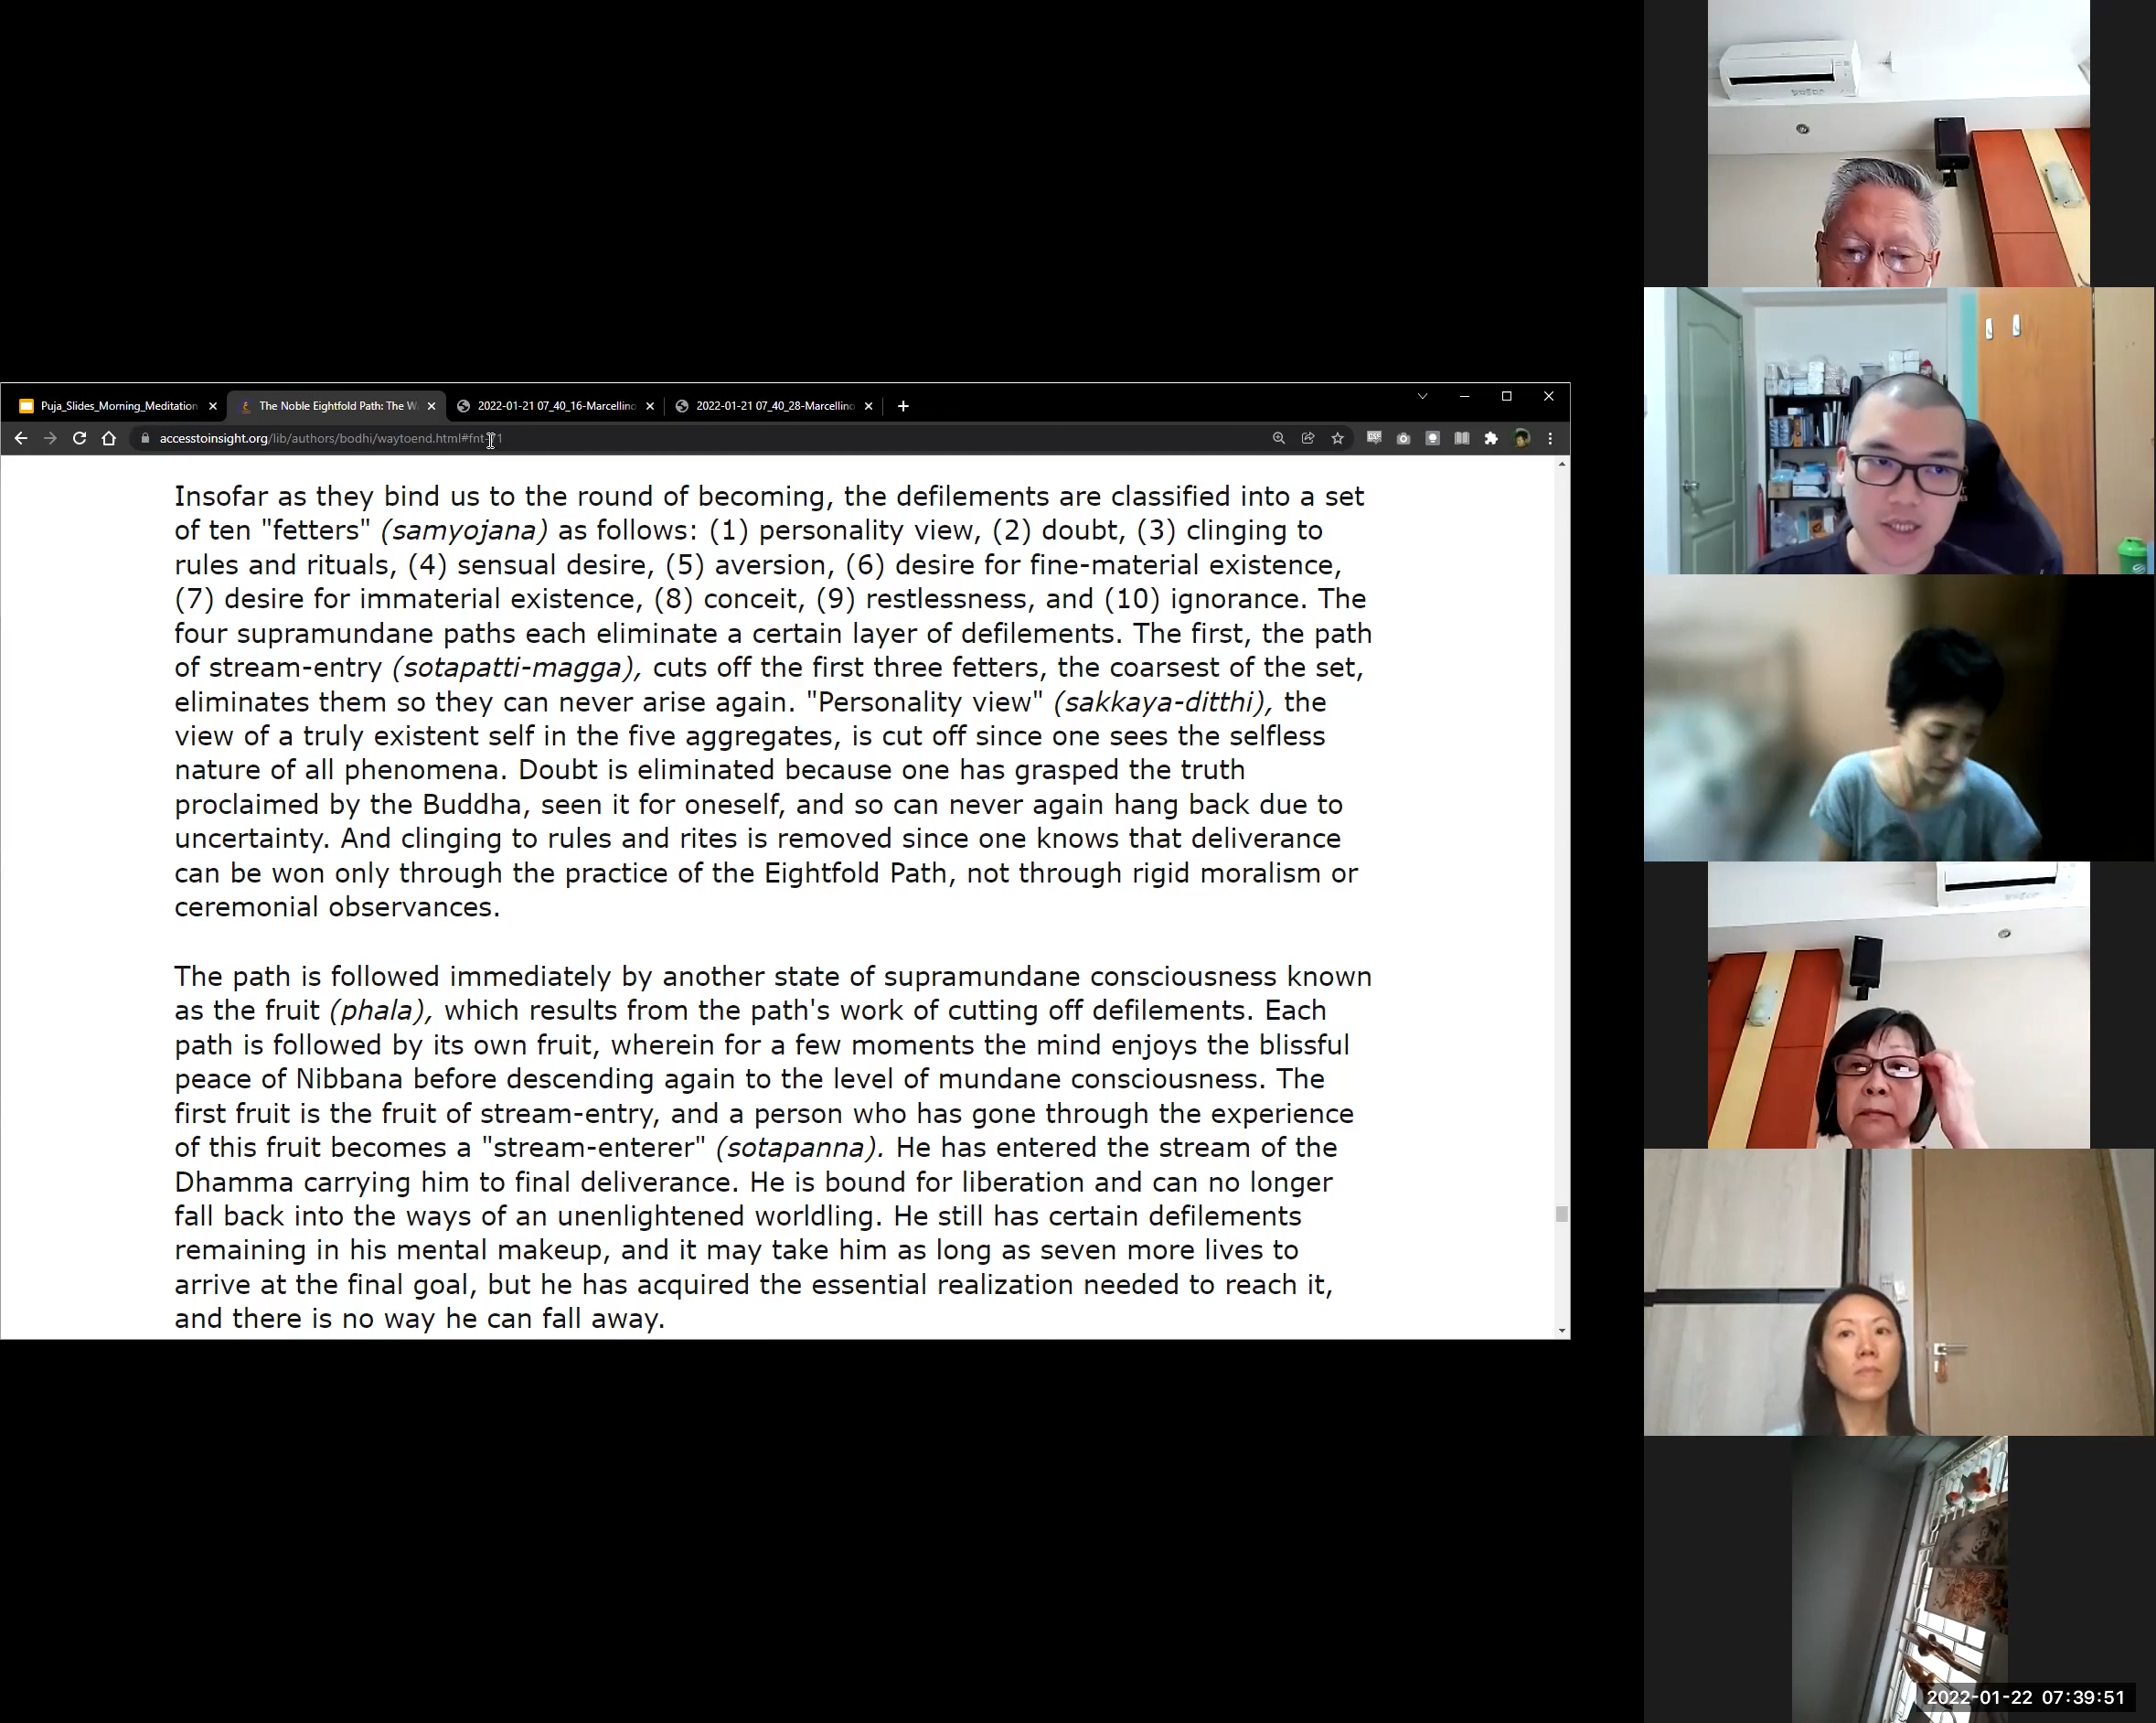 Puja_Slides_Morning_Meditation
The Noble Eightfold Path: The W
2022-01-21 07_40_16-Marcellino
2022-01-21 07_40_28-Marcellino
accesstoinsight.org/lib/authors/bodhi/waytoend.html#fnt-
Insofar as they bind us to the round of becoming, the defilements are classified into a set
of ten "fetters" (samyojana) as follows: (1) personality view, (2) doubt, (3) clinging to
rules and rituals, (4) sensual desire, (5) aversion, (6) desire for fine-material existence,
(7) desire for immaterial existence, (8) conceit, (9) restlessness, and (10) ignorance. The
four supramundane paths each eliminate a certain layer of defilements. The first, the path
of stream-entry (sotapatti-magga), cuts off the first three fetters, the coarsest of the set,
eliminates them so they can never arise again. "Personality view" (sakkaya-ditthi), the
view of a truly existent self in the five aggregates, is cut off since one sees the selfless
nature of all phenomena. Doubt is eliminated because one has grasped the truth
proclaimed by the Buddha, seen it for oneself, and so can never again hang back due to
uncertainty. And clinging to rules and rites is removed since one knows that deliverance
can be won only through the practice of the Eightfold Path, not through rigid moralism or
ceremonial observances.
The path is followed immediately by another state of supramundane consciousness known
as the fruit (phala), which results from the path's work of cutting off defilements. Each
path is followed by its own fruit, wherein for a few moments the mind enjoys the blissful
peace of Nibbana before descending again to the level of mundane consciousness. The
first fruit is the fruit of stream-entry, and a person who has gone through the experience
of this fruit becomes a "stream-enterer" (sotapanna). He has entered the stream of the
Dhamma carrying him to final deliverance. He is bound for liberation and can no longer
fall back into the ways of an unenlightened worldling. He still has certain defilements
remaining in his mental makeup, and it may take him as long as seven more lives to
arrive at the final goal, but he has acquired the essential realization needed to reach it,
and there is no way he can fall away.
2022-01-22 07:39:51